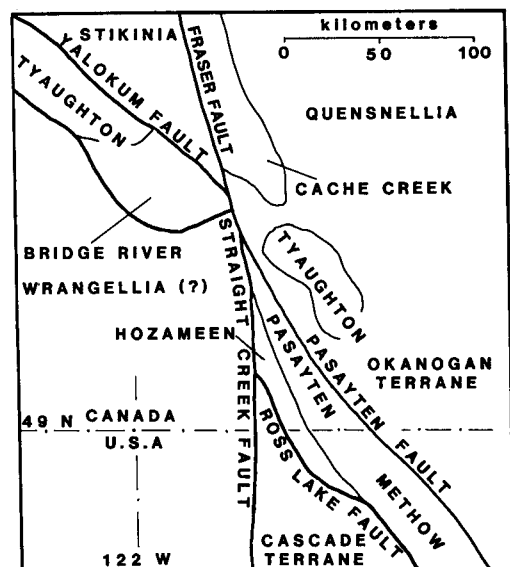 kilometers
0 50 100
STIKINIA
FRASER FAULT
YALOKUM FAULT
TYAUGHTON
QUENSNELLIA
CACHE CREEK
BRIDGE RIVER
WRANGELLIA (?)
TYAUGHTON
STRAIGHT CREEK FAULT
HOZAMEEN
PASAYTEN
PASAYTEN FAULT
OKANOGAN
TERRANE
49 N CANADA
U.S.A
ROSS LAKE FAULT
METHOW
CASCADE
TERRANE
122 W